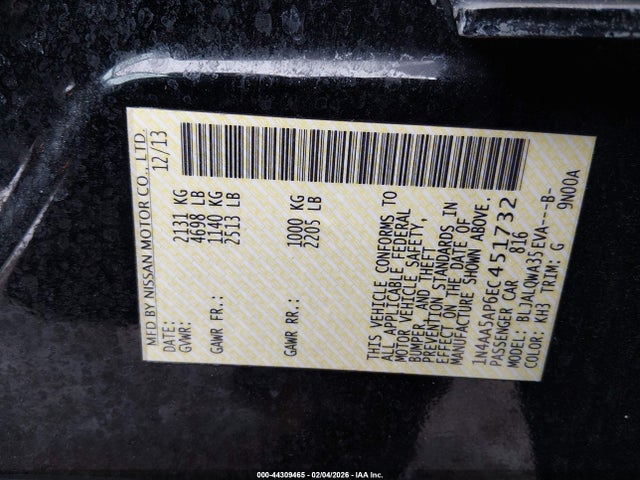 MFD BY NISSAN MOTOR CO., LTD.
DATE: 12/13
GVWR: 2131 KG
4698 LB
GAWR FR.: 1140 KG
2513 LB
GAWR RR.: 1000 KG
2205 LB
THIS VEHICLE CONFORMS TO
ALL APPLICABLE FEDERAL
MOTOR VEHICLE SAFETY,
BUMPER, AND THEFT
PREVENTION STANDARDS IN
EFFECT ON THE DATE OF
MANUFACTURE SHOWN ABOVE.
1N4AA5AP6EC451732
PASSENGER CAR 816
MODEL: BLJALOWA35EVA---B-
COLOR: KH3 TRIM: G 9N00A
000-44309465 - 02/04/2026 - IAA Inc.